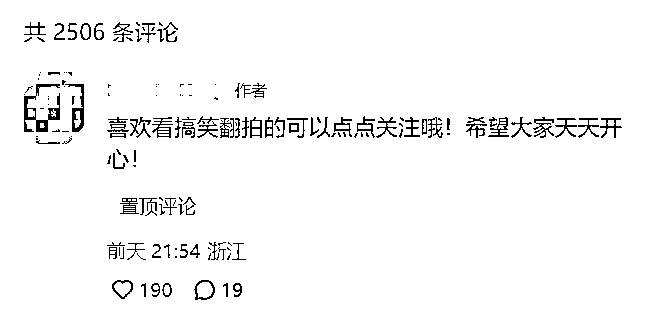 共 2506 条评论
作者
喜欢看搞笑翻拍的可以点点关注哦！希望大家天天开
心！
置顶评论
前天 21:54 浙江
190 19